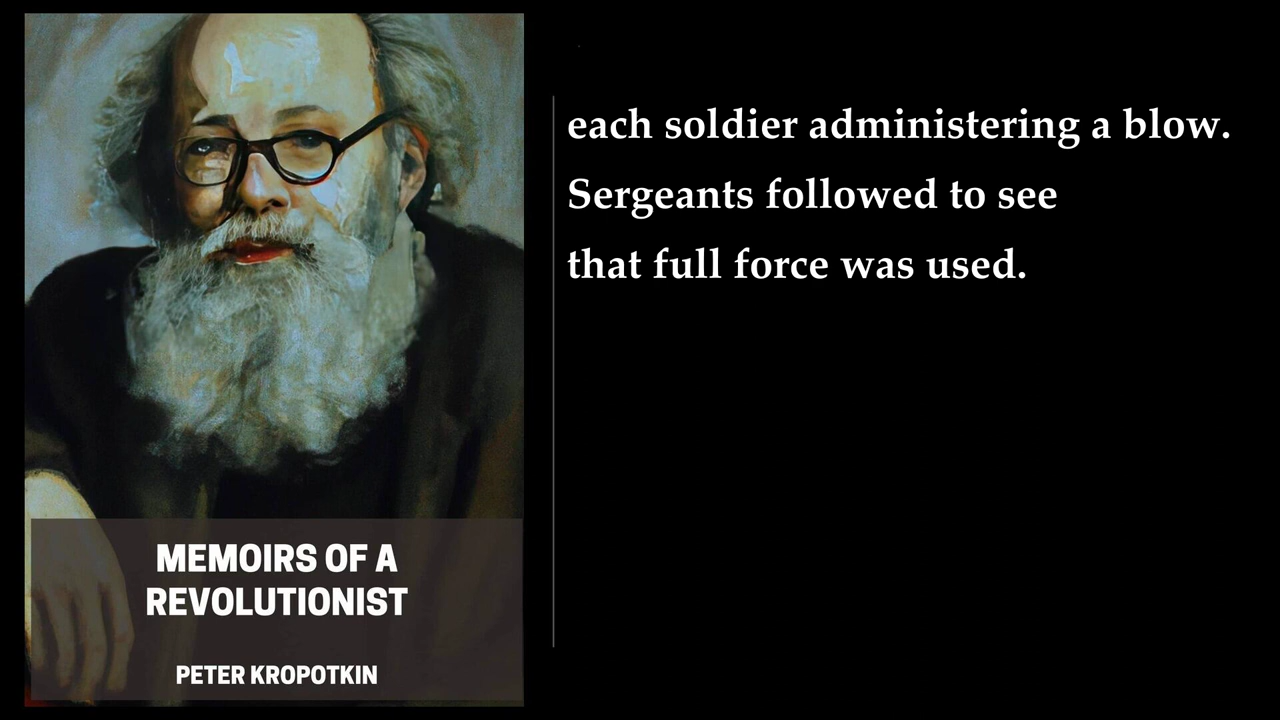 each soldier administering a blow.
Sergeants followed to see
that full force was used.
MEMOIRS OF A
REVOLUTIONIST
PETER KROPOTKIN